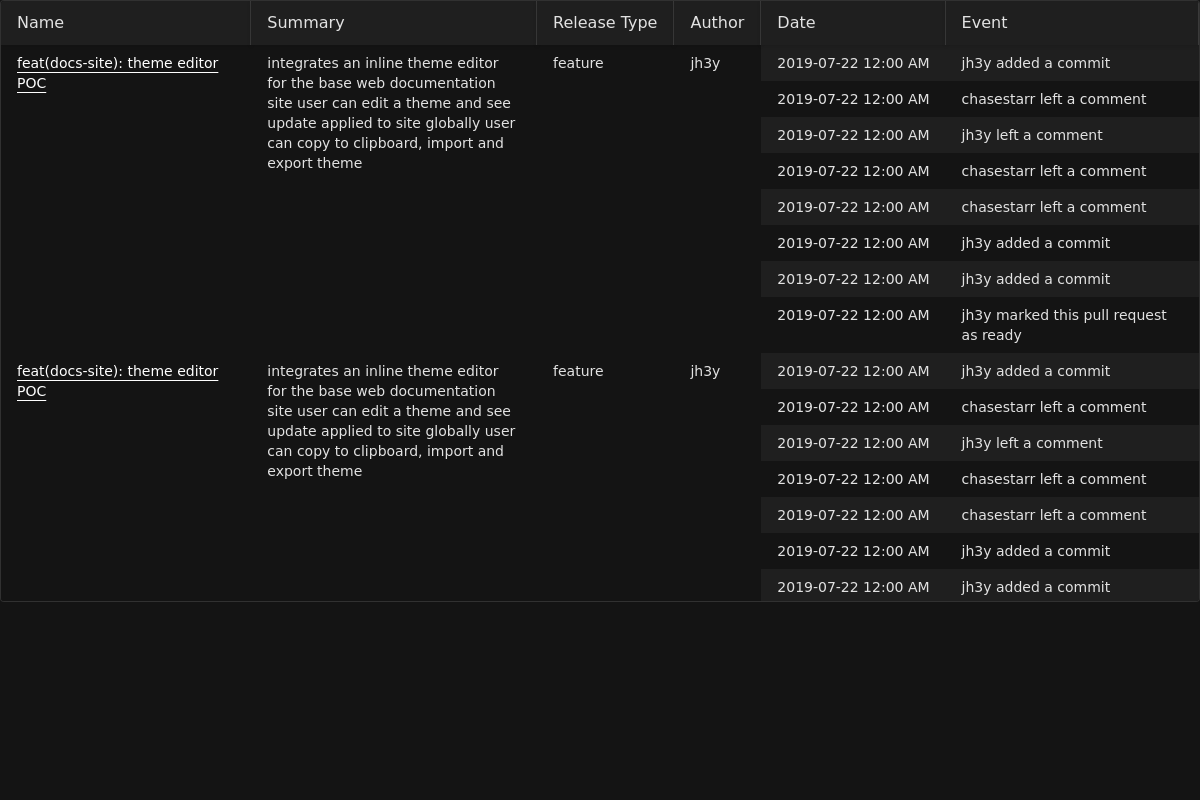 Name Summary Release Type Author Date Event
feat(docs-site): theme editor
POC
integrates an inline theme editor
for the base web documentation
site user can edit a theme and see
update applied to site globally user
can copy to clipboard, import and
export theme
feature
jh3y
2019-07-22 12:00 AM jh3y added a commit
2019-07-22 12:00 AM chasestarr left a comment
2019-07-22 12:00 AM jh3y left a comment
2019-07-22 12:00 AM chasestarr left a comment
2019-07-22 12:00 AM chasestarr left a comment
2019-07-22 12:00 AM jh3y added a commit
2019-07-22 12:00 AM jh3y added a commit
2019-07-22 12:00 AM jh3y marked this pull request
as ready
feat(docs-site): theme editor
POC
integrates an inline theme editor
for the base web documentation
site user can edit a theme and see
update applied to site globally user
can copy to clipboard, import and
export theme
feature
jh3y
2019-07-22 12:00 AM jh3y added a commit
2019-07-22 12:00 AM chasestarr left a comment
2019-07-22 12:00 AM jh3y left a comment
2019-07-22 12:00 AM chasestarr left a comment
2019-07-22 12:00 AM chasestarr left a comment
2019-07-22 12:00 AM jh3y added a commit
2019-07-22 12:00 AM jh3y added a commit